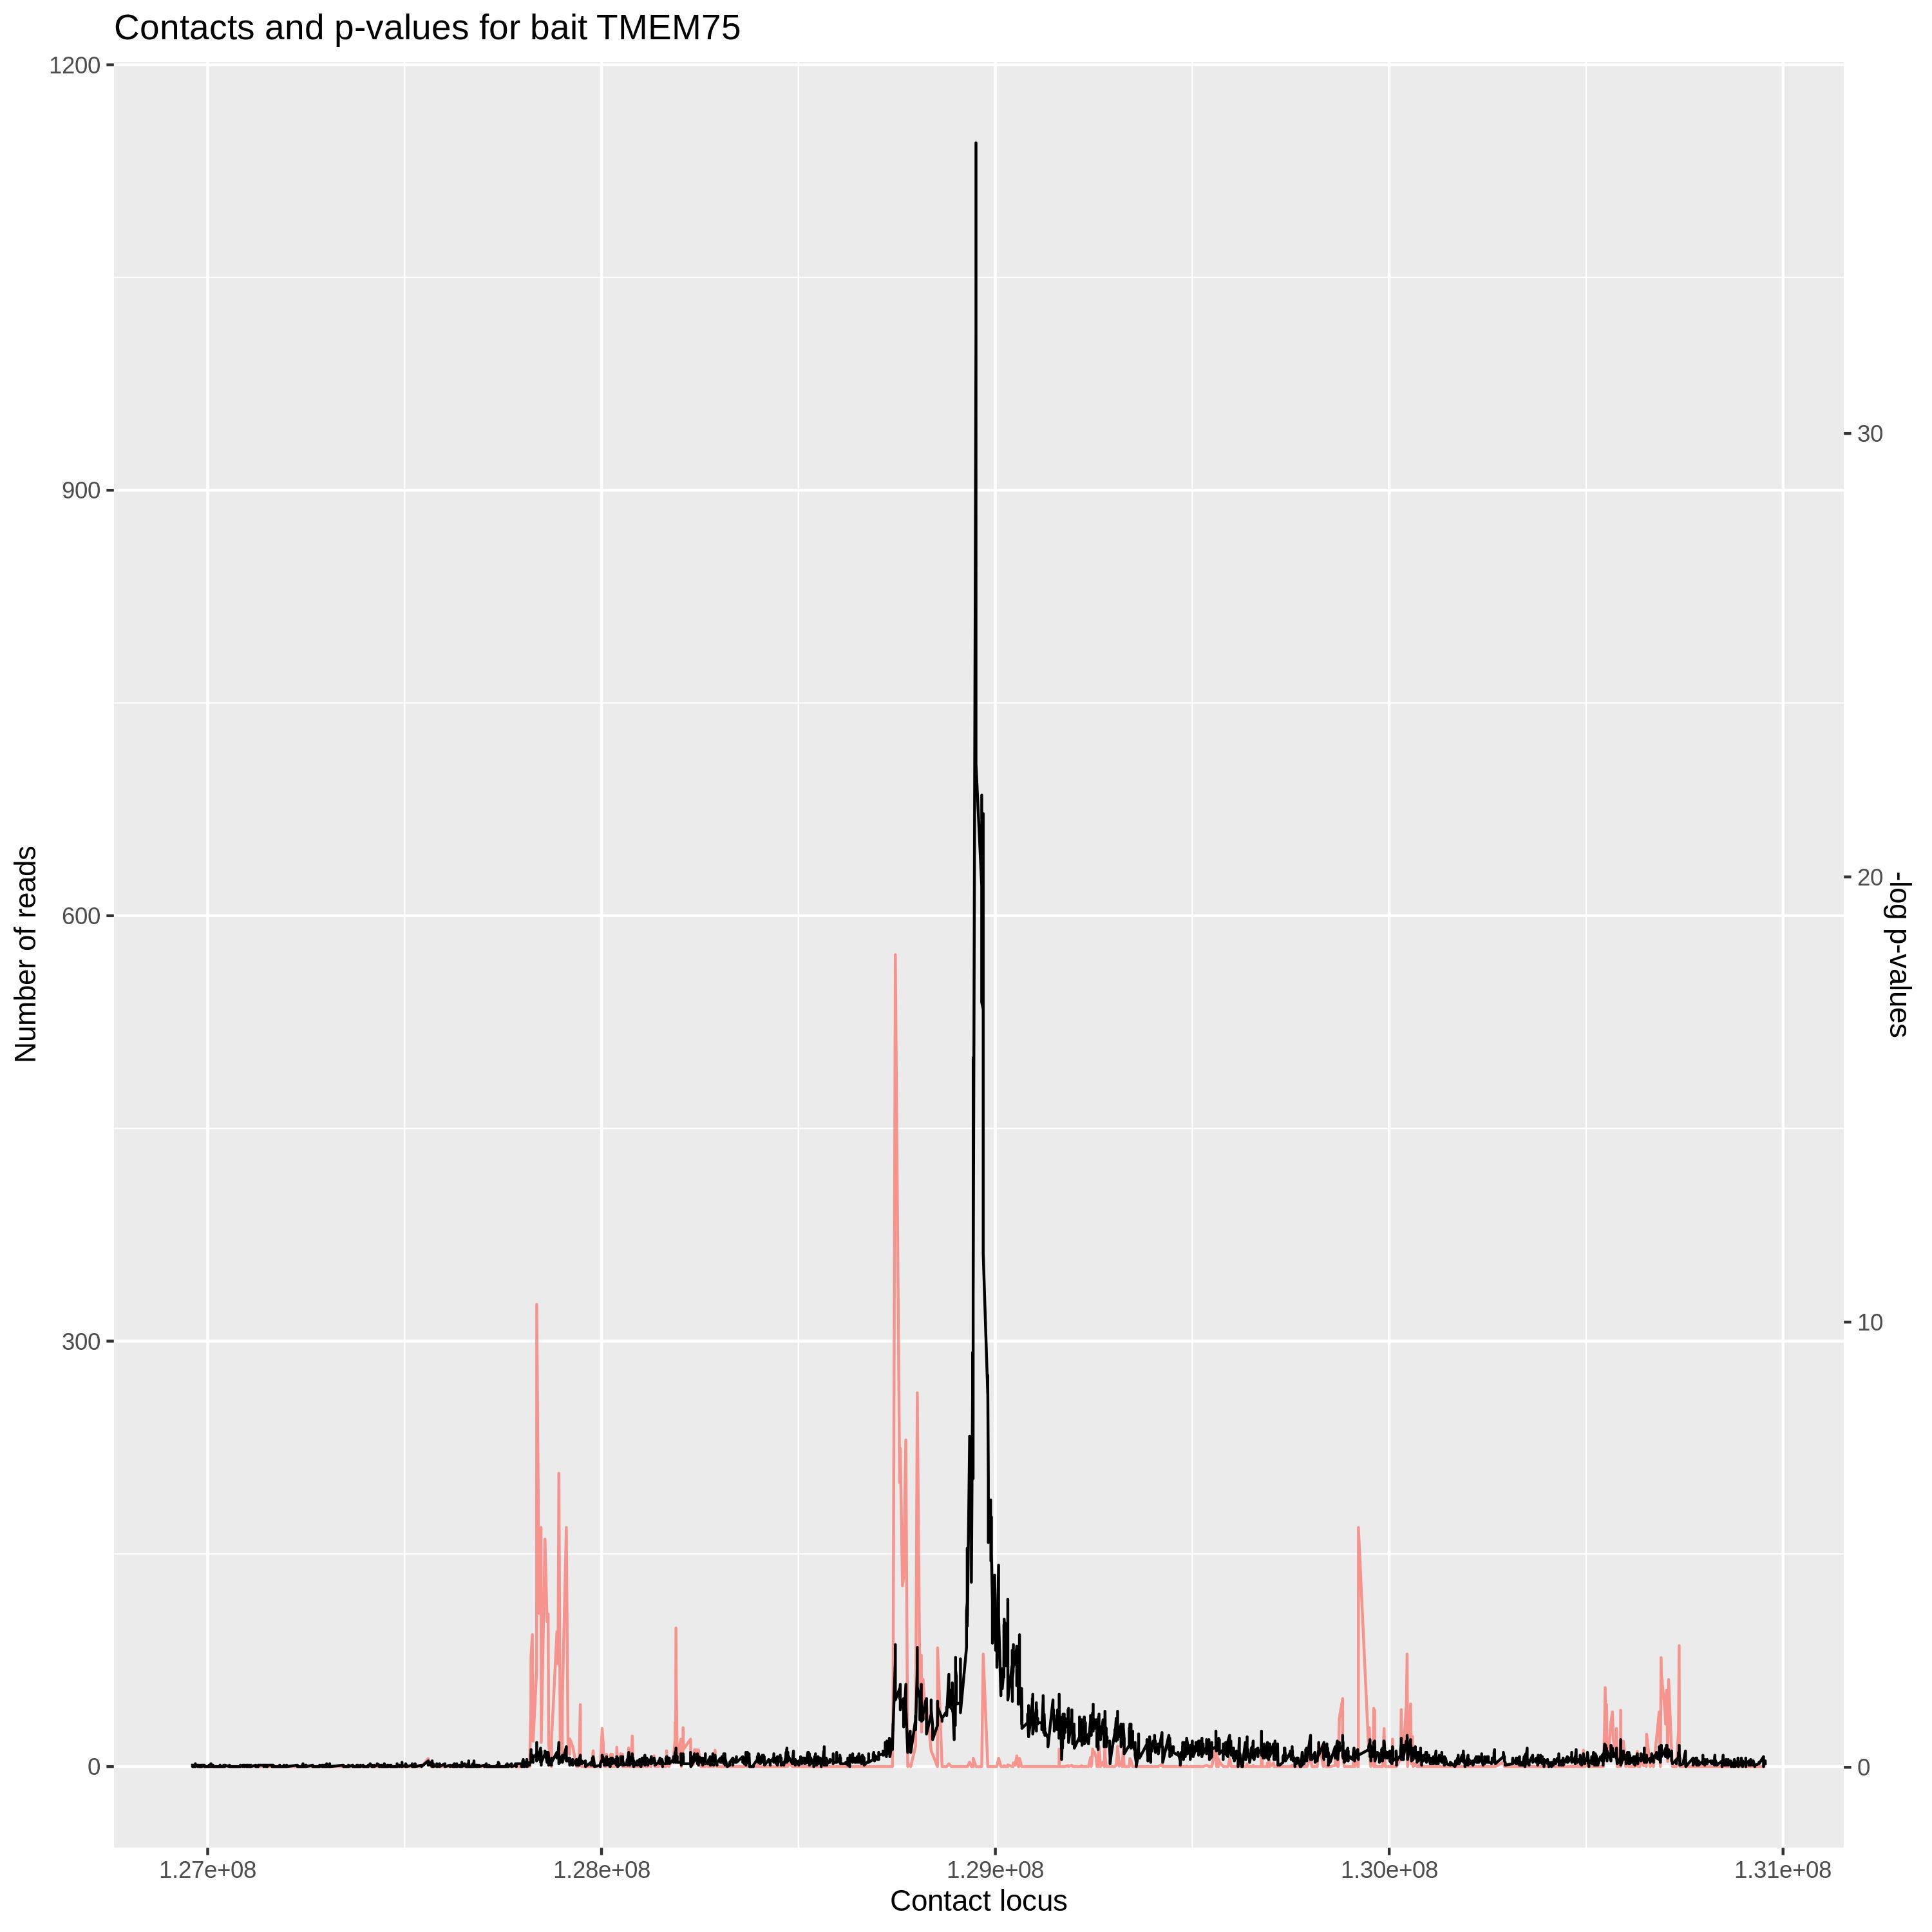 Contacts and p-values for bait TMEM75
1200
900
600
300
0
Number of reads
30
20
10
0
-log p-values
1.27e+08
1.28e+08
1.29e+08
1.30e+08
1.31e+08
Contact locus